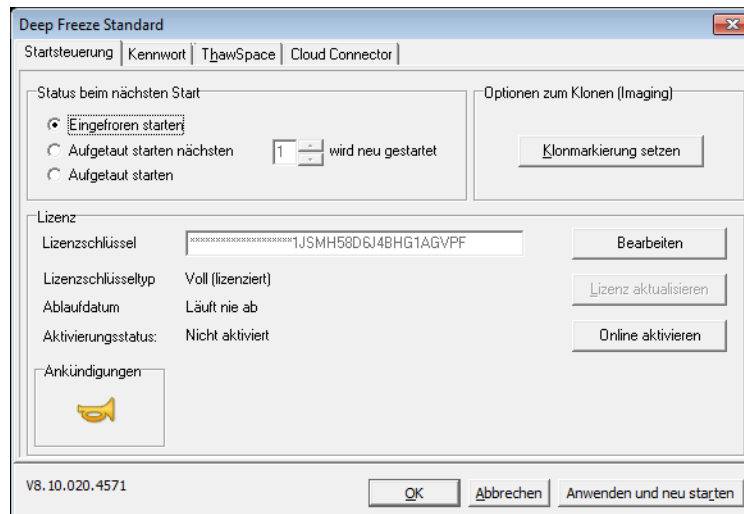 Deep Freeze Standard
Startsteuerung Kennwort ThawSpace Cloud Connector
Status beim nächsten Start
Eingefroren starten
Aufgetaut starten nächsten 1 wird neu gestartet
Aufgetaut starten
Optionen zum Klonen (Imaging)
Klonmarkierung setzen
Lizenz
Lizenzschlüssel ********************1JSMH58D6J4BHG1AGVPF Bearbeiten
Lizenzschlüsseltyp Voll (lizenziert) Lizenz aktualisieren
Ablaufdatum Läuft nie ab
Aktivierungsstatus: Nicht aktiviert Online aktivieren
Ankündigungen
V8.10.020.4571 OK Abbrechen Anwenden und neu starten